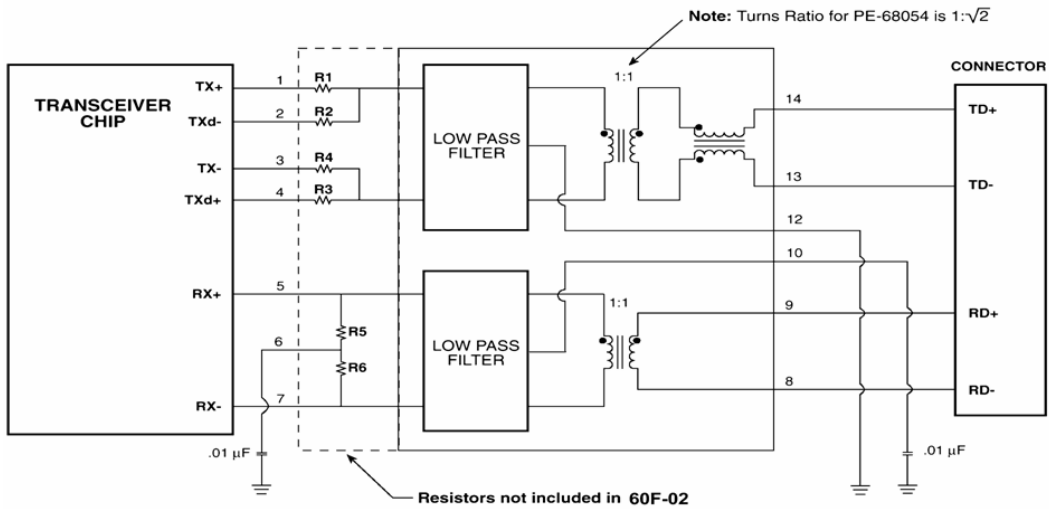 Note: Turns Ratio for PE-68054 is 1:√2
CONNECTOR
TRANSCEIVER
CHIP
TX+
1
R1
TXd-
2
R2
TX-
3
R4
TXd+
4
R3
LOW PASS
FILTER
1:1
14
TD+
13
TD-
12
10
RX+
5
R5
6
R6
RX-
7
LOW PASS
FILTER
1:1
9
RD+
8
RD-
.01 µF
.01 µF
Resistors not included in 60F-02